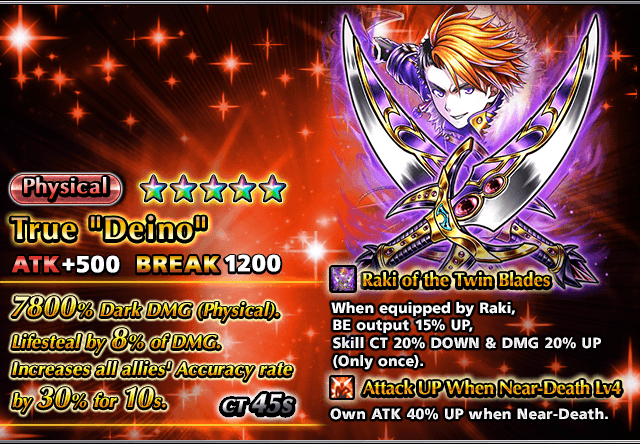 Physical
True "Deino"
ATK+500 BREAK 1200
7800% Dark DMG (Physical).
Lifesteal by 8% of DMG.
Increases all allies' Accuracy rate
by 30% for 10s.
CT 45s
Raki of the Twin Blades
When equipped by Raki,
BE output 15% UP,
Skill CT 20% DOWN & DMG 20% UP
(Only once).
Attack UP When Near-Death Lv4
Own ATK 40% UP when Near-Death.